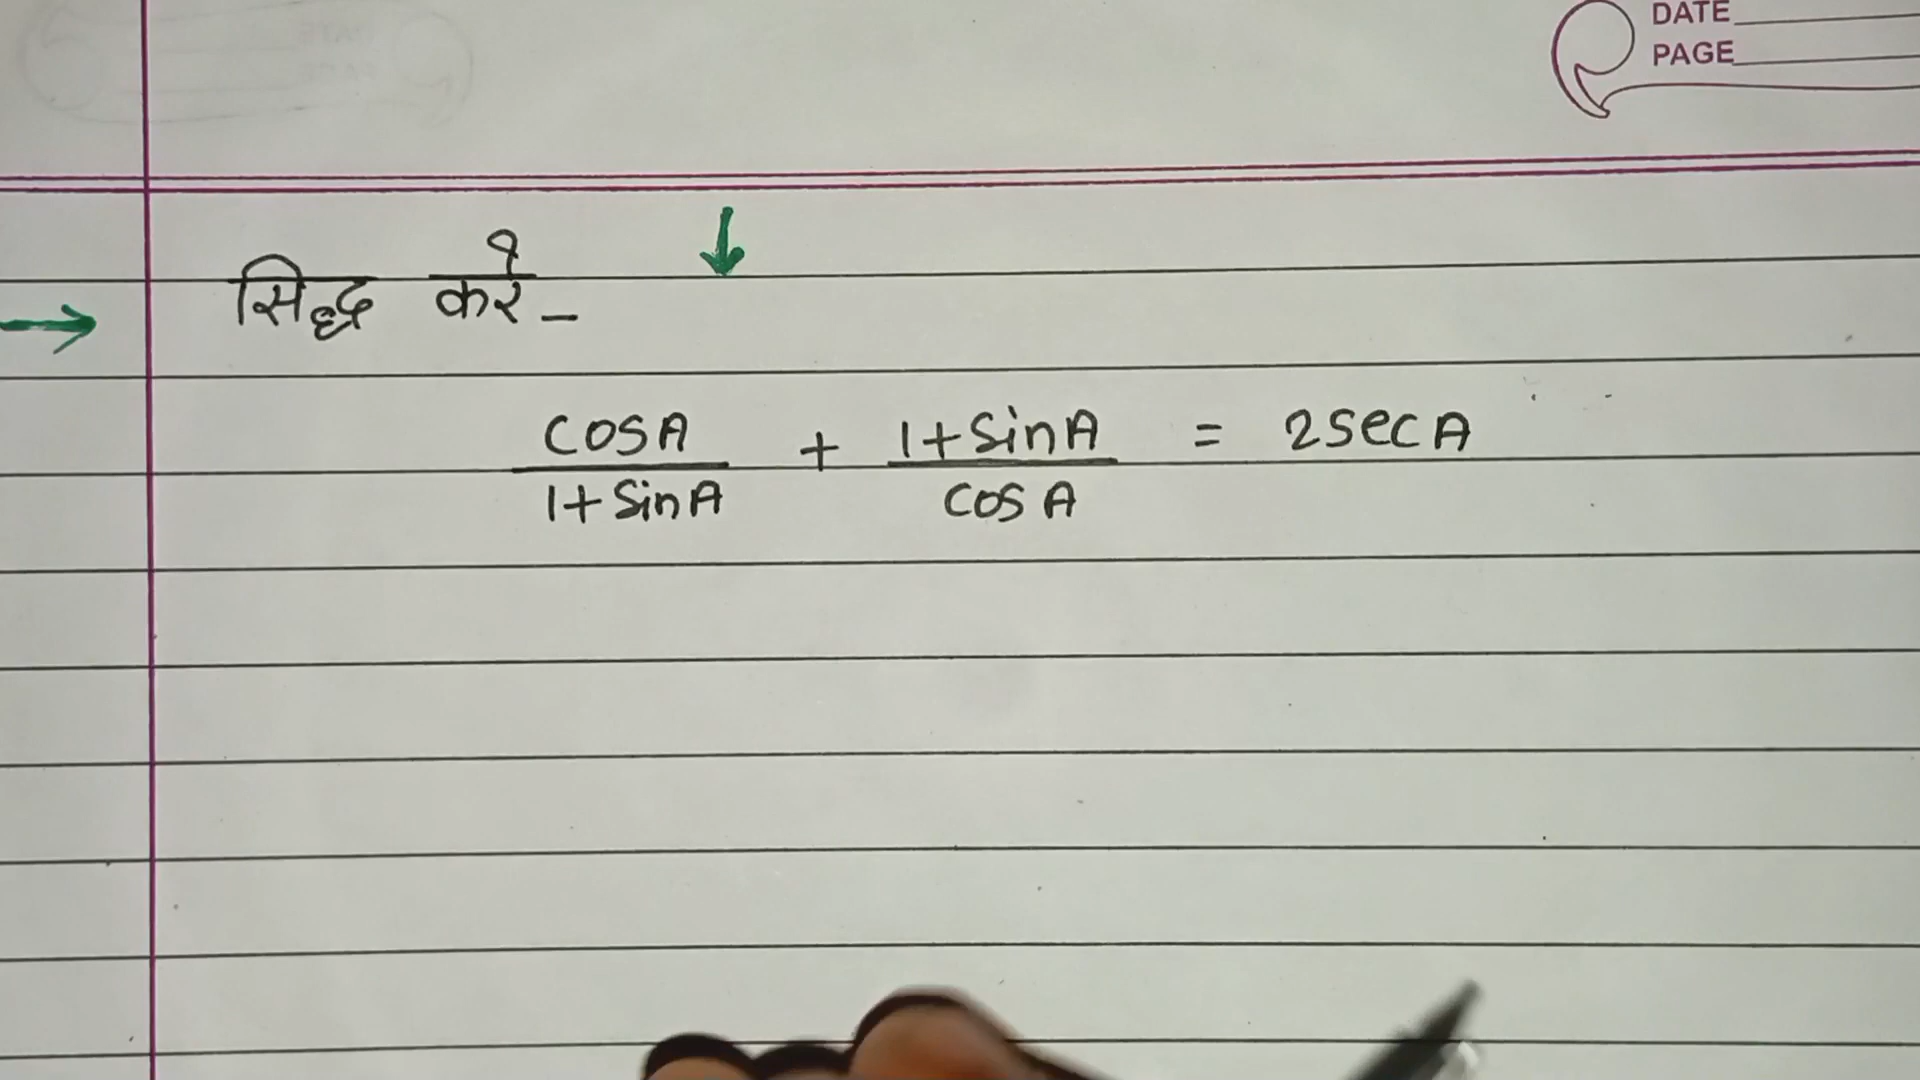 DATE
PAGE
सिद्ध करें -
cosA / 1+sinA + 1+sinA / cosA = 2secA